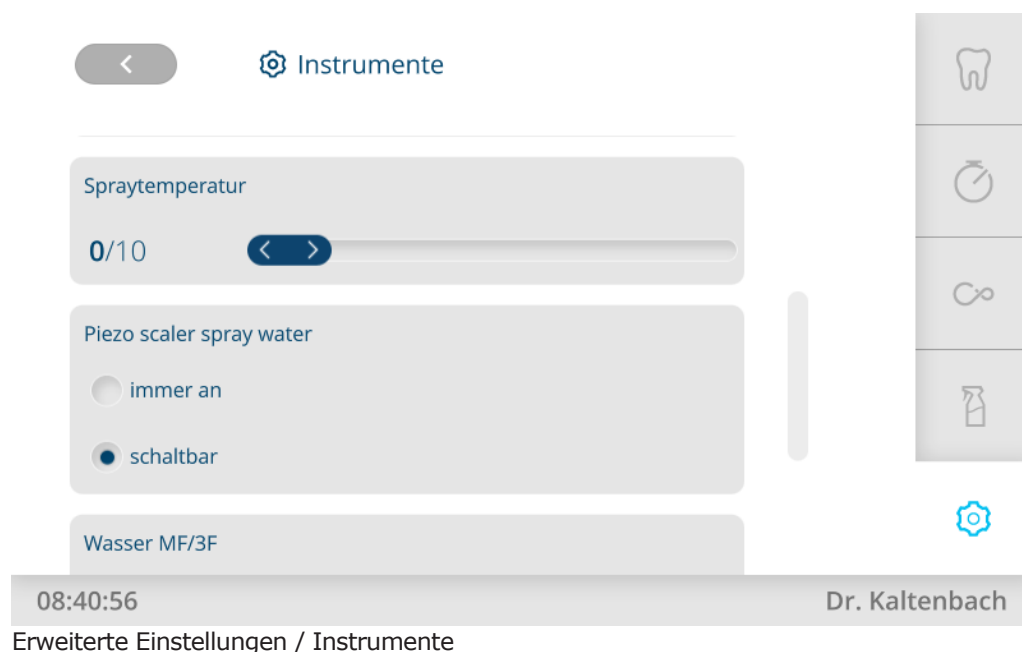 Instrumente
Spraytemperatur
0/10
Piezo scaler spray water
immer an
schaltbar
Wasser MF/3F
08:40:56 Dr. Kaltenbach
Erweiterte Einstellungen / Instrumente